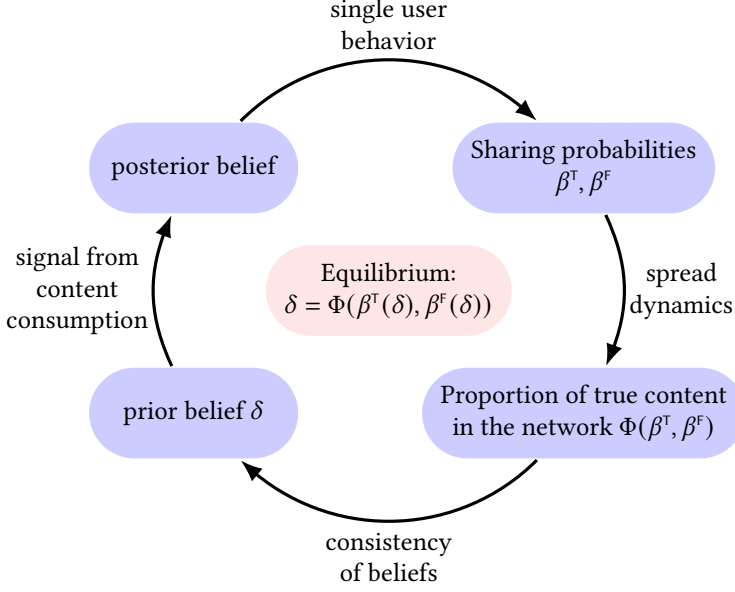 single user
behavior
posterior belief
Sharing probabilities
βᵀ, βF
signal from
content
consumption
Equilibrium:
δ = Φ(βᵀ(δ), βF(δ))
spread
dynamics
prior belief δ
Proportion of true content
in the network Φ(βᵀ, βF)
consistency
of beliefs